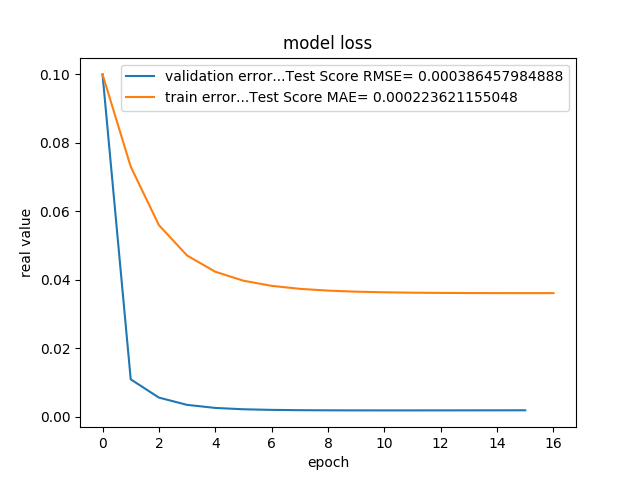 model loss
validation error...Test Score RMSE= 0.000386457984888
train error...Test Score MAE= 0.000223621155048
0.10
0.08
0.06
0.04
0.02
0.00
real value
0 2 4 6 8 10 12 14 16
epoch